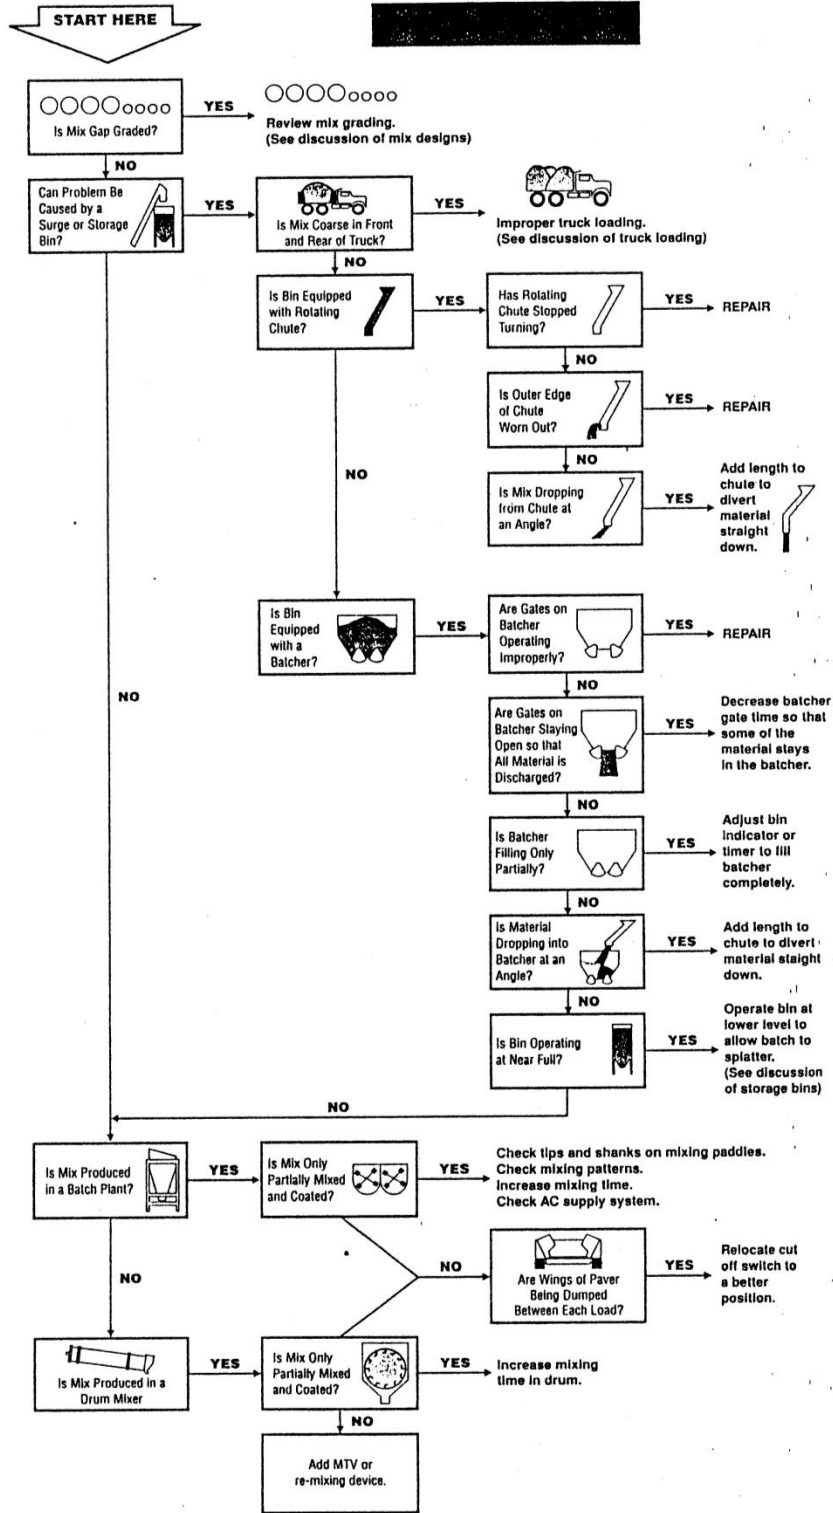 START HERE
Is Mix Gap Graded?
YES
Review mix grading.
(See discussion of mix designs)
NO
Can Problem Be
Caused by a
Surge or Storage
Bin?
YES
Is Mix Coarse in Front
and Rear of Truck?
YES
Improper truck loading.
(See discussion of truck loading)
NO
Is Bin Equipped
with Rotating
Chute?
YES
Has Rotating
Chute Stopped
Turning?
YES
REPAIR
NO
Is Outer Edge
of Chute
Worn Out?
YES
REPAIR
NO
Is Mix Dropping
from Chute at
an Angle?
YES
Add length to
chute to
divert
material
straight
down.
NO
Is Bin
Equipped
with a
Batcher?
YES
Are Gates on
Batcher
Operating
Improperly?
YES
REPAIR
NO
Are Gates on
Batcher Staying
Open so that
All Material is
Discharged?
YES
Decrease batcher
gate time so that
some of the
material stays
in the batcher.
NO
Is Batcher
Filling Only
Partially?
YES
Adjust bin
indicator or
timer to fill
batcher
completely.
NO
Is Material
Dropping into
Batcher at an
Angle?
YES
Add length to
chute to divert
material staight
down.
NO
Is Bin Operating
at Near Full?
YES
Operate bin at
lower level to
allow batch to
splatter.
(See discussion
of storage bins)
NO
NO
Is Mix Produced
in a Batch Plant?
YES
Is Mix Only
Partially Mixed
and Coated?
YES
Check tips and shanks on mixing paddles.
Check mixing patterns.
Increase mixing time.
Check AC supply system.
NO
NO
Are Wings of Paver
Being Dumped
Between Each Load?
YES
Relocate cut
off switch to
a better
position.
Is Mix Produced in a
Drum Mixer
YES
Is Mix Only
Partially Mixed
and Coated?
YES
Increase mixing
time in drum.
NO
Add MTV or
re-mixing device.